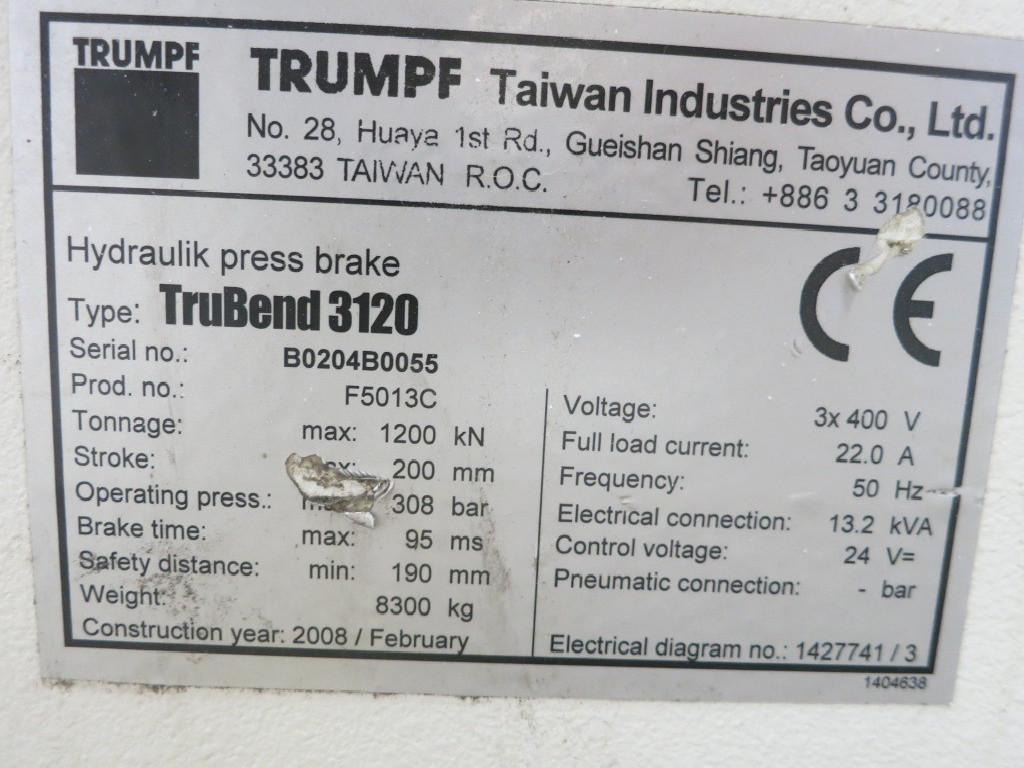 TRUMPF
TRUMPF Taiwan Industries Co., Ltd.
No. 28, Huaya 1st Rd., Gueishan Shiang, Taoyuan County,
33383 TAIWAN R.O.C. Tel.: +886 3 3180088
Hydraulik press brake
CE
Type: TruBend 3120
Serial no.: B0204B0055
Prod. no.: F5013C
Tonnage: max: 1200 kN
Stroke: 200 mm
Operating press.: 308 bar
Brake time: max: 95 ms
Safety distance: min: 190 mm
Weight: 8300 kg
Construction year: 2008 / February
Voltage: 3x 400 V
Full load current: 22.0 A
Frequency: 50 Hz
Electrical connection: 13.2 kVA
Control voltage: 24 V=
Pneumatic connection: - bar
Electrical diagram no.: 1427741 / 3
1404638